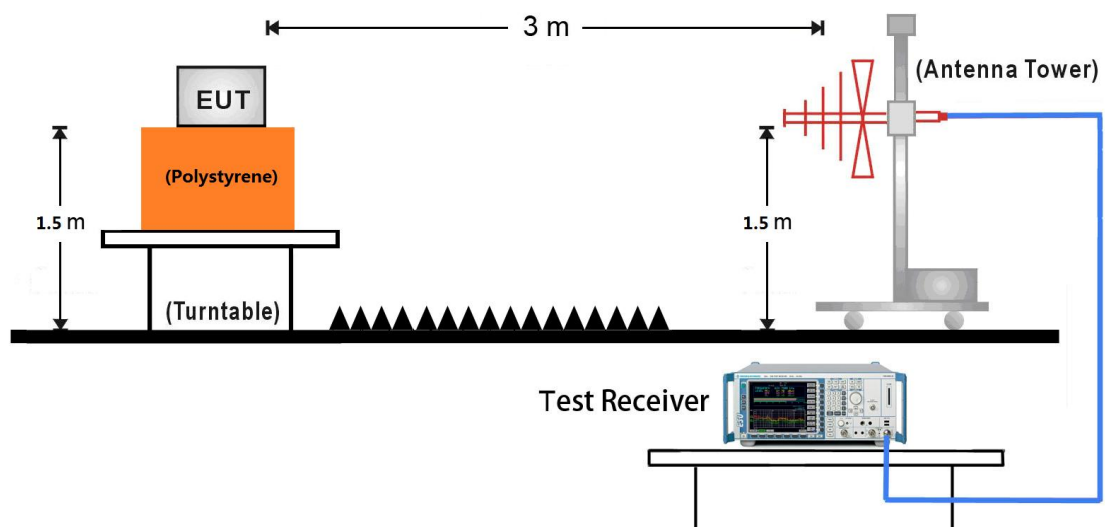 3 m
(Antenna Tower)
EUT
(Polystyrene)
1.5 m
1.5 m
(Turntable)
Test Receiver